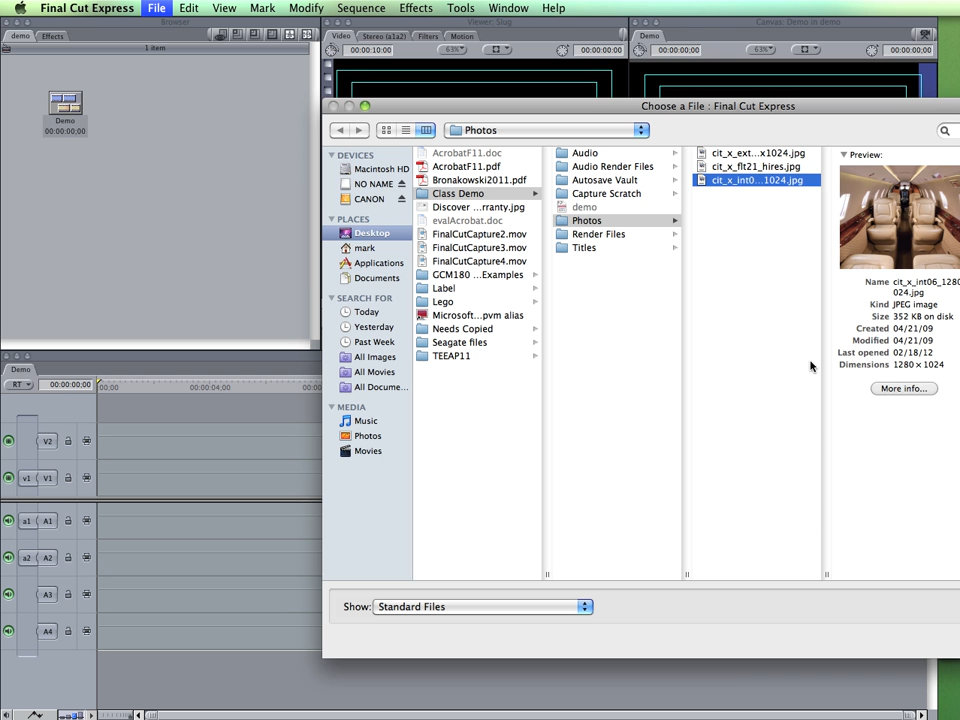 Final Cut Express File Edit View Mark Modify Sequence Effects Tools Window Help
Browser
Viewer: Slug
Canvas: Demo in demo
demo Effects
Video Stereo (a1a2) Filters Motion
Demo
1 item
00:00:10:00 63% 00:00:00;00
00:00:00;00 63% 00:00:00;00
Demo
00:00:00;00
Choose a File : Final Cut Express
Photos
DEVICES
Macintosh HD
NO NAME
CANON
PLACES
Desktop
mark
Applications
Documents
SEARCH FOR
Today
Yesterday
Past Week
All Images
All Movies
All Docume...
MEDIA
Music
Photos
Movies
AcrobatF11.doc
AcrobatF11.pdf
Bronakowski2011.pdf
Class Demo
Discover ...rranty.jpg
evalAcrobat.doc
FinalCutCapture2.mov
FinalCutCapture3.mov
FinalCutCapture4.mov
GCM180 ...Examples
Label
Lego
Microsoft...pvm alias
Needs Copied
Seagate files
TEEAP11
Audio
Audio Render Files
Autosave Vault
Capture Scratch
demo
Photos
Render Files
Titles
cit_x_ext...x1024.jpg
cit_x_flt21_hires.jpg
cit_x_int0...1024.jpg
Preview:
Name cit_x_int06_1280
024.jpg
Kind JPEG image
Size 352 KB on disk
Created 04/21/09
Modified 04/21/09
Last opened 02/18/12
Dimensions 1280 × 1024
More info...
Show: Standard Files
Demo
RT 00:00:00;00 00:00 00:00:04;00 00:00
V2
v1 V1
a1 A1
a2 A2
A3
A4